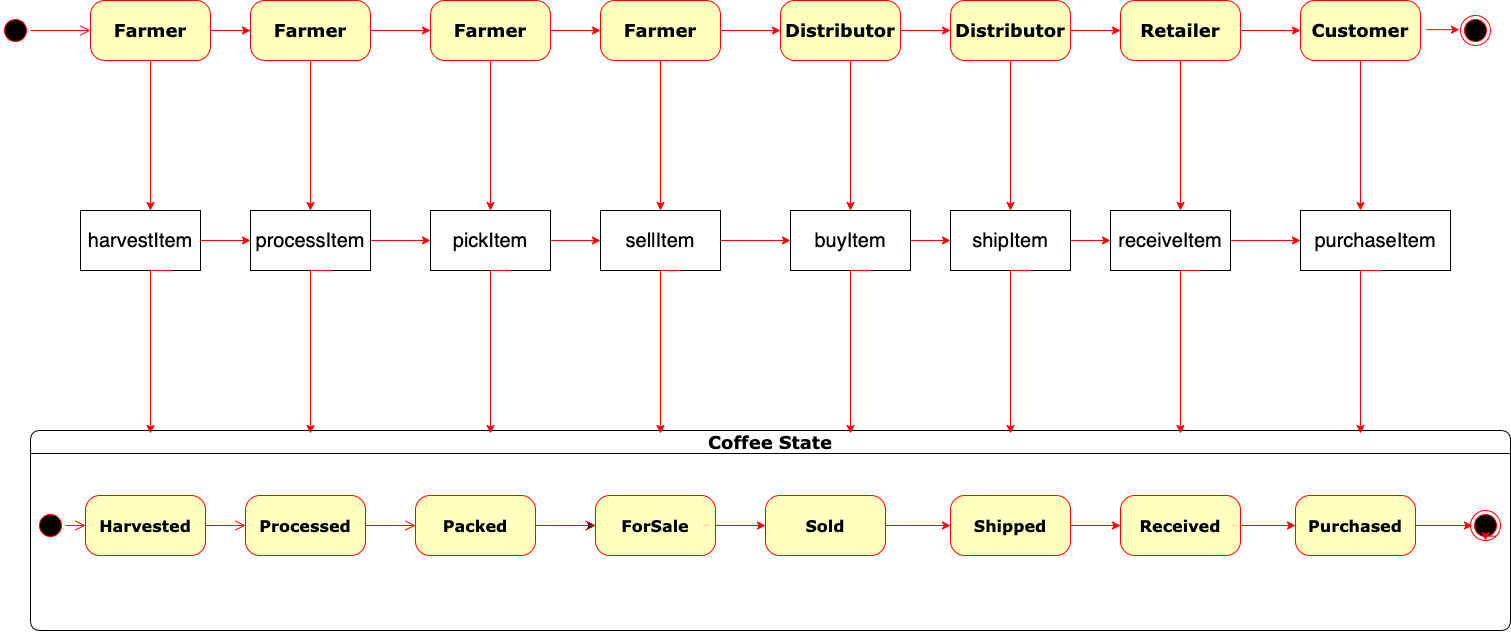 Farmer
Farmer
Farmer
Farmer
Distributor
Distributor
Retailer
Customer
harvestItem
processItem
pickItem
sellItem
buyItem
shipItem
receiveItem
purchaseItem
Coffee State
Harvested
Processed
Packed
ForSale
Sold
Shipped
Received
Purchased